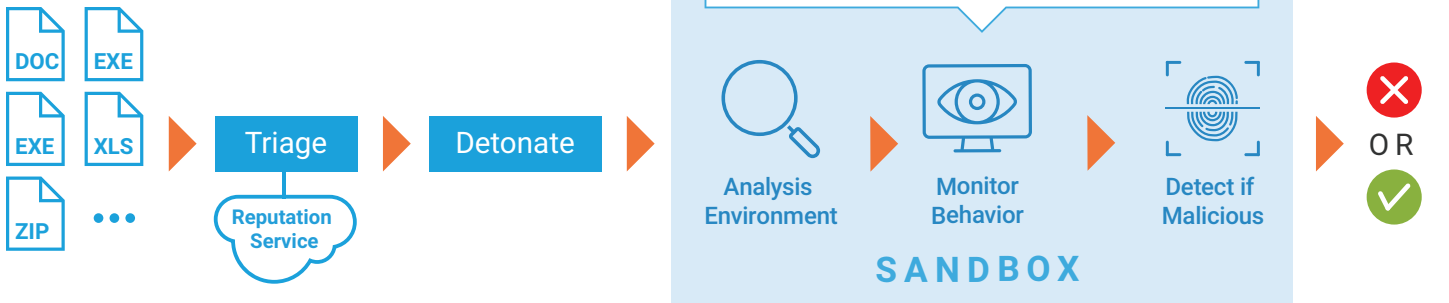 DOC
EXE
EXE
XLS
ZIP
Triage
Reputation
Service
Detonate
Analysis
Environment
Monitor
Behavior
Detect if
Malicious
SANDBOX
OR